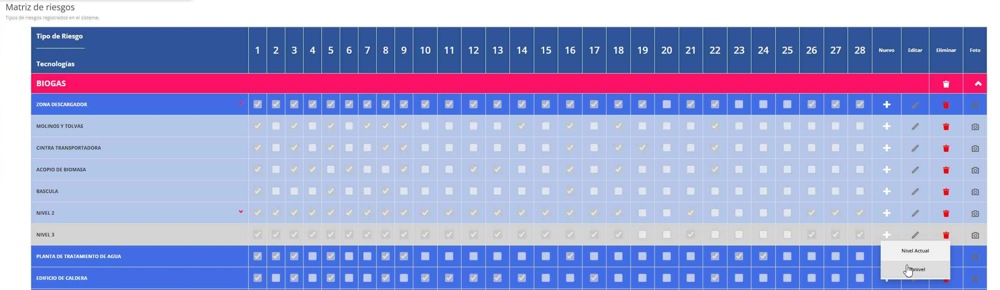 Matriz de riesgos
Tipos de riesgos registrados en el sistema.
Tipo de Riesgo
Tecnologías
1 2 3 4 5 6 7 8 9 10 11 12 13 14 15 16 17 18 19 20 21 22 23 24 25 26 27 28 Nuevo Editar Eliminar Foto
BIOGAS
ZONA DESCARGADOR
MOLINOS Y TOLVAS
CINTRA TRANSPORTADORA
ACOPIO DE BIOMASA
BASCULA
NIVEL 2
NIVEL 3
Nivel Actual
PLANTA DE TRATAMIENTO DE AGUA
EDIFICIO DE CALDERA